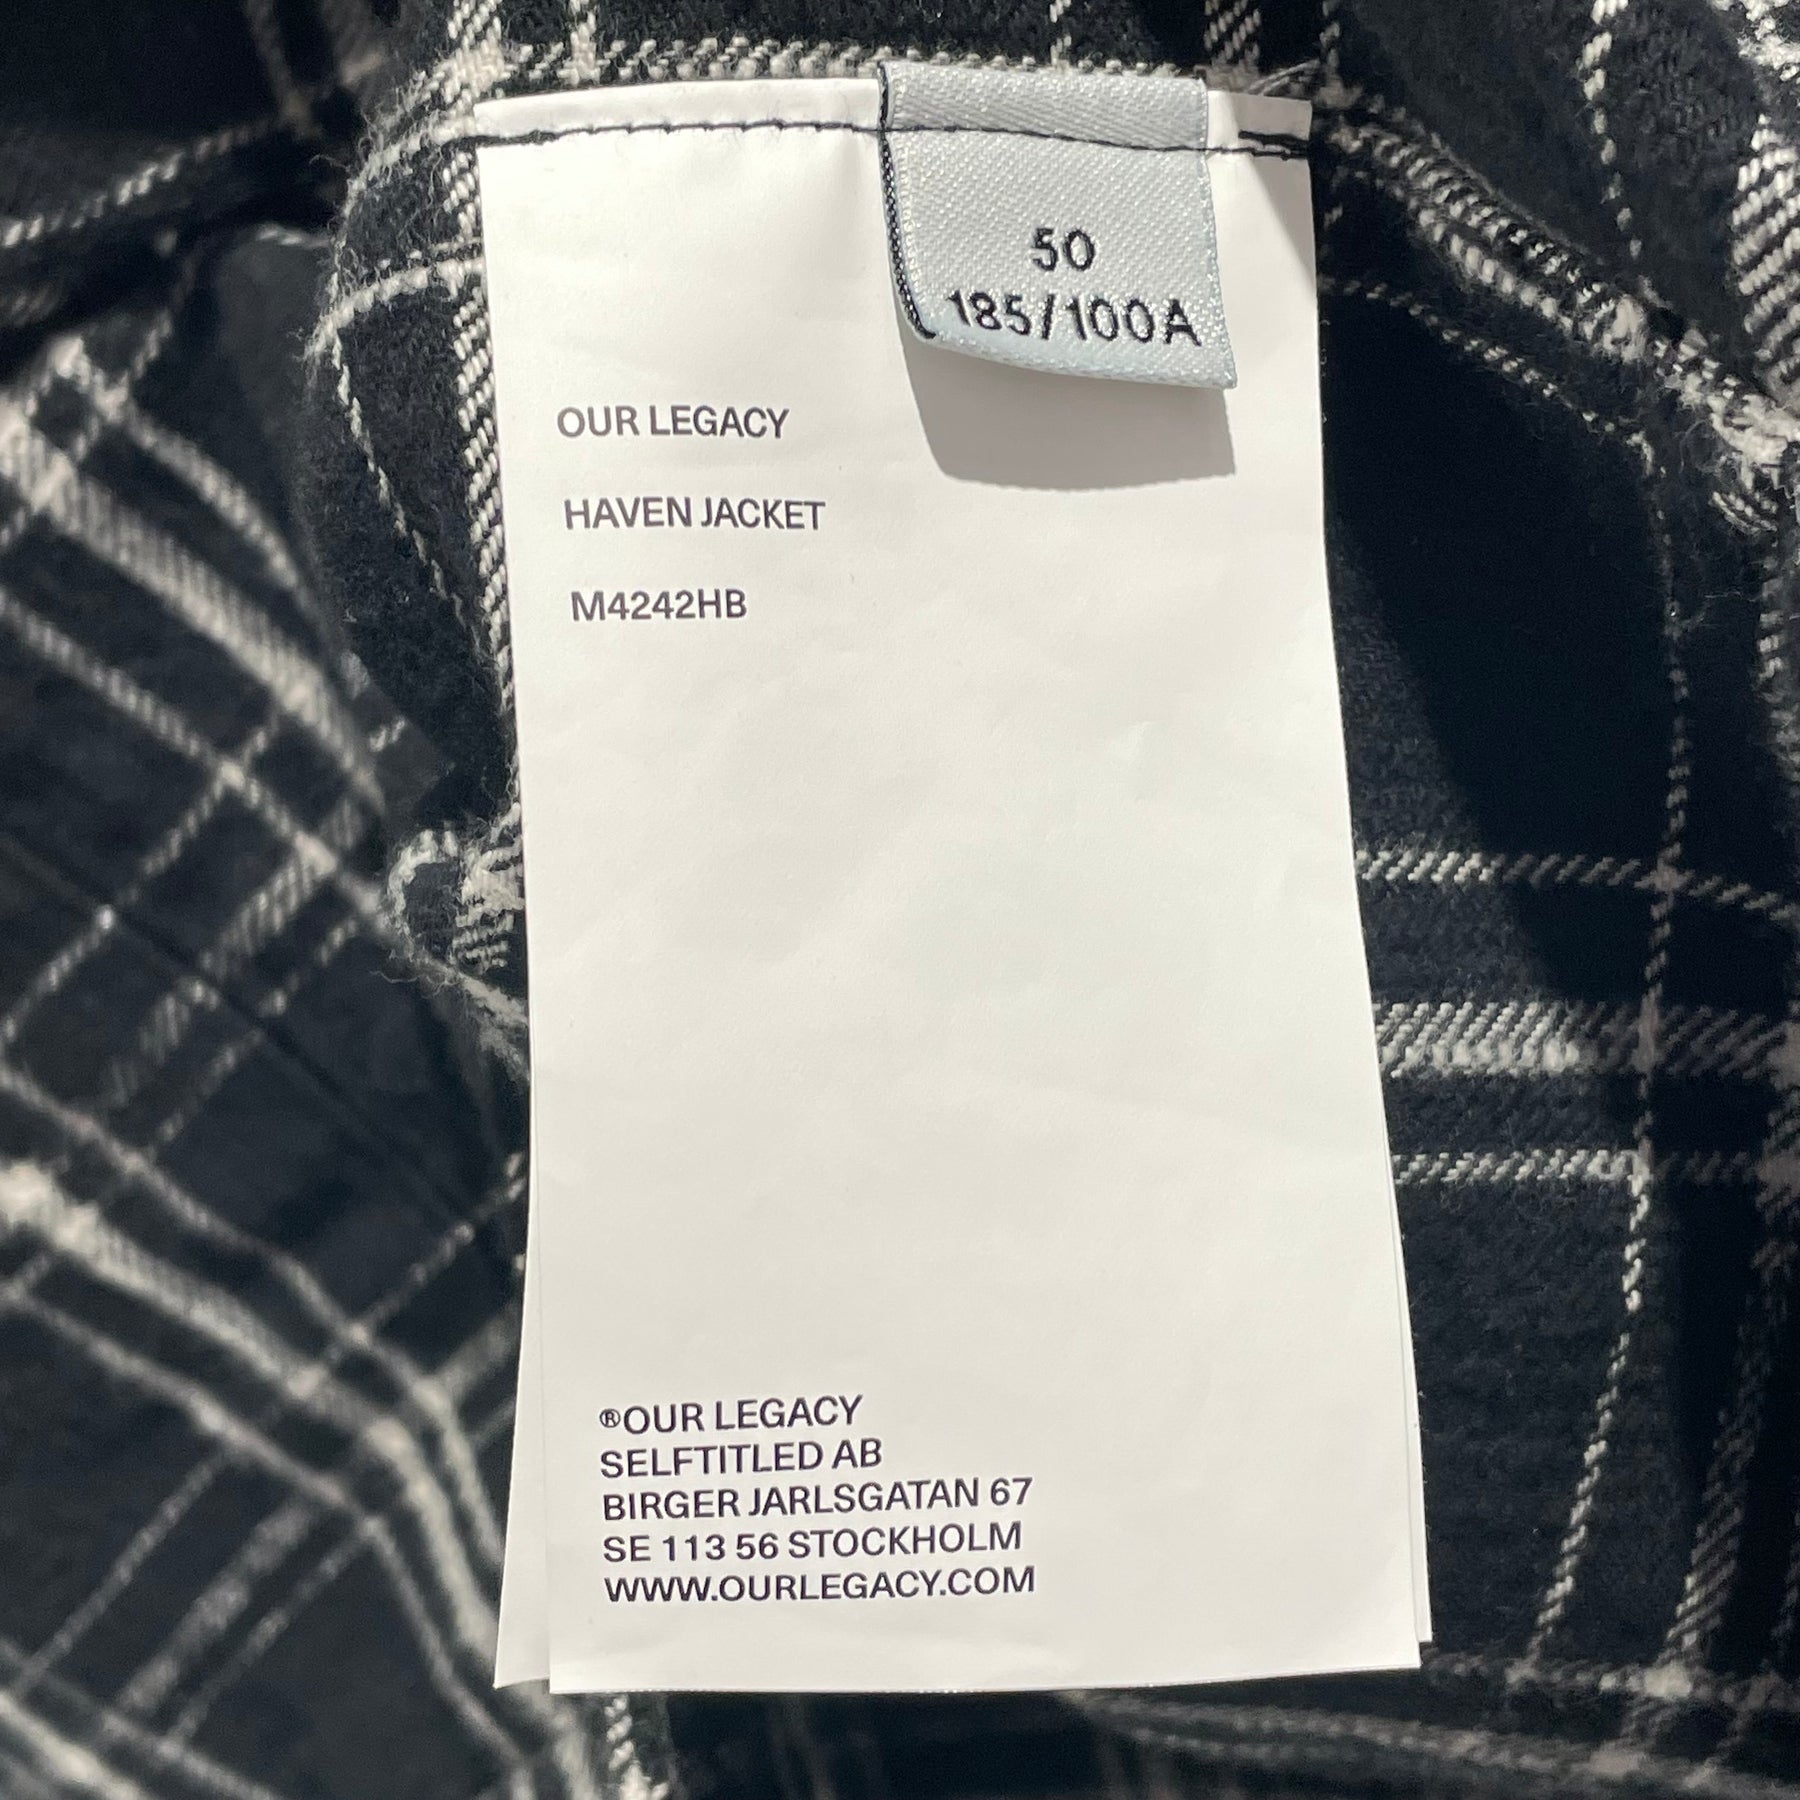 50
185/100A
OUR LEGACY
HAVEN JACKET
M4242HB
®OUR LEGACY
SELFTITLED AB
BIRGER JARLSGATAN 67
SE 113 56 STOCKHOLM
WWW.OURLEGACY.COM